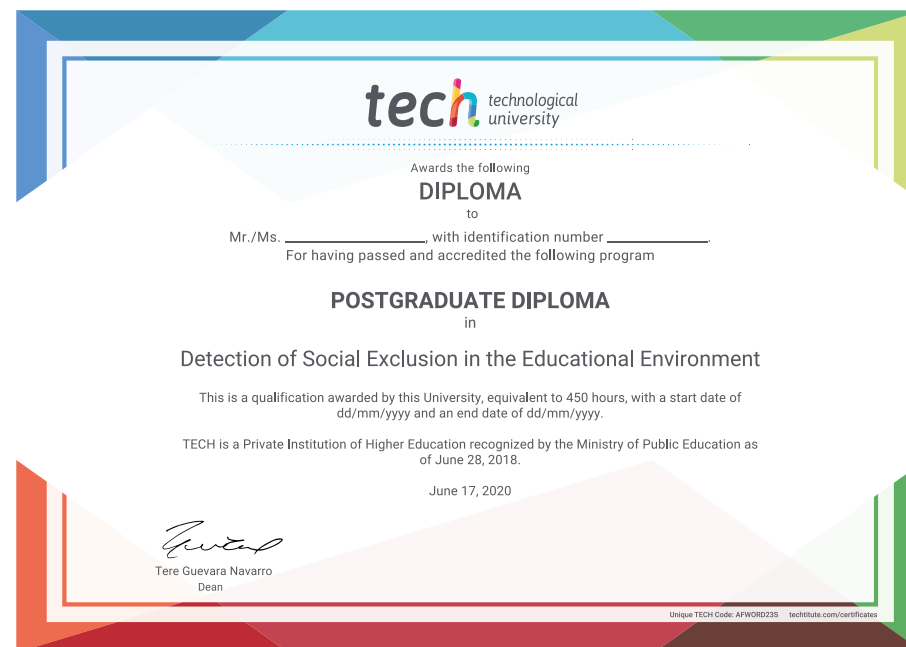 tech technological
university
Awards the following
DIPLOMA
to
Mr./Ms. ____________________, with identification number ______________.
For having passed and accredited the following program
POSTGRADUATE DIPLOMA
in
Detection of Social Exclusion in the Educational Environment
This is a qualification awarded by this University, equivalent to 450 hours, with a start date of
dd/mm/yyyy and an end date of dd/mm/yyyy.
TECH is a Private Institution of Higher Education recognized by the Ministry of Public Education as
of June 28, 2018.
June 17, 2020
Tere Guevara Navarro
Dean
Unique TECH Code: AFWORD23S techtitute.com/certificates